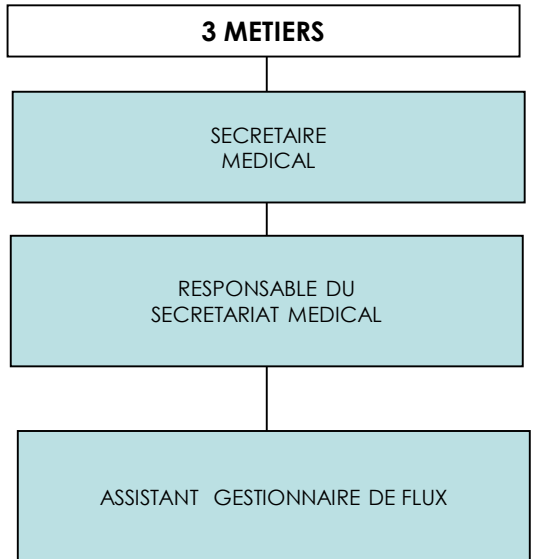 3 METIERS
SECRETAIRE
MEDICAL
RESPONSABLE DU
SECRETARIAT MEDICAL
ASSISTANT GESTIONNAIRE DE FLUX